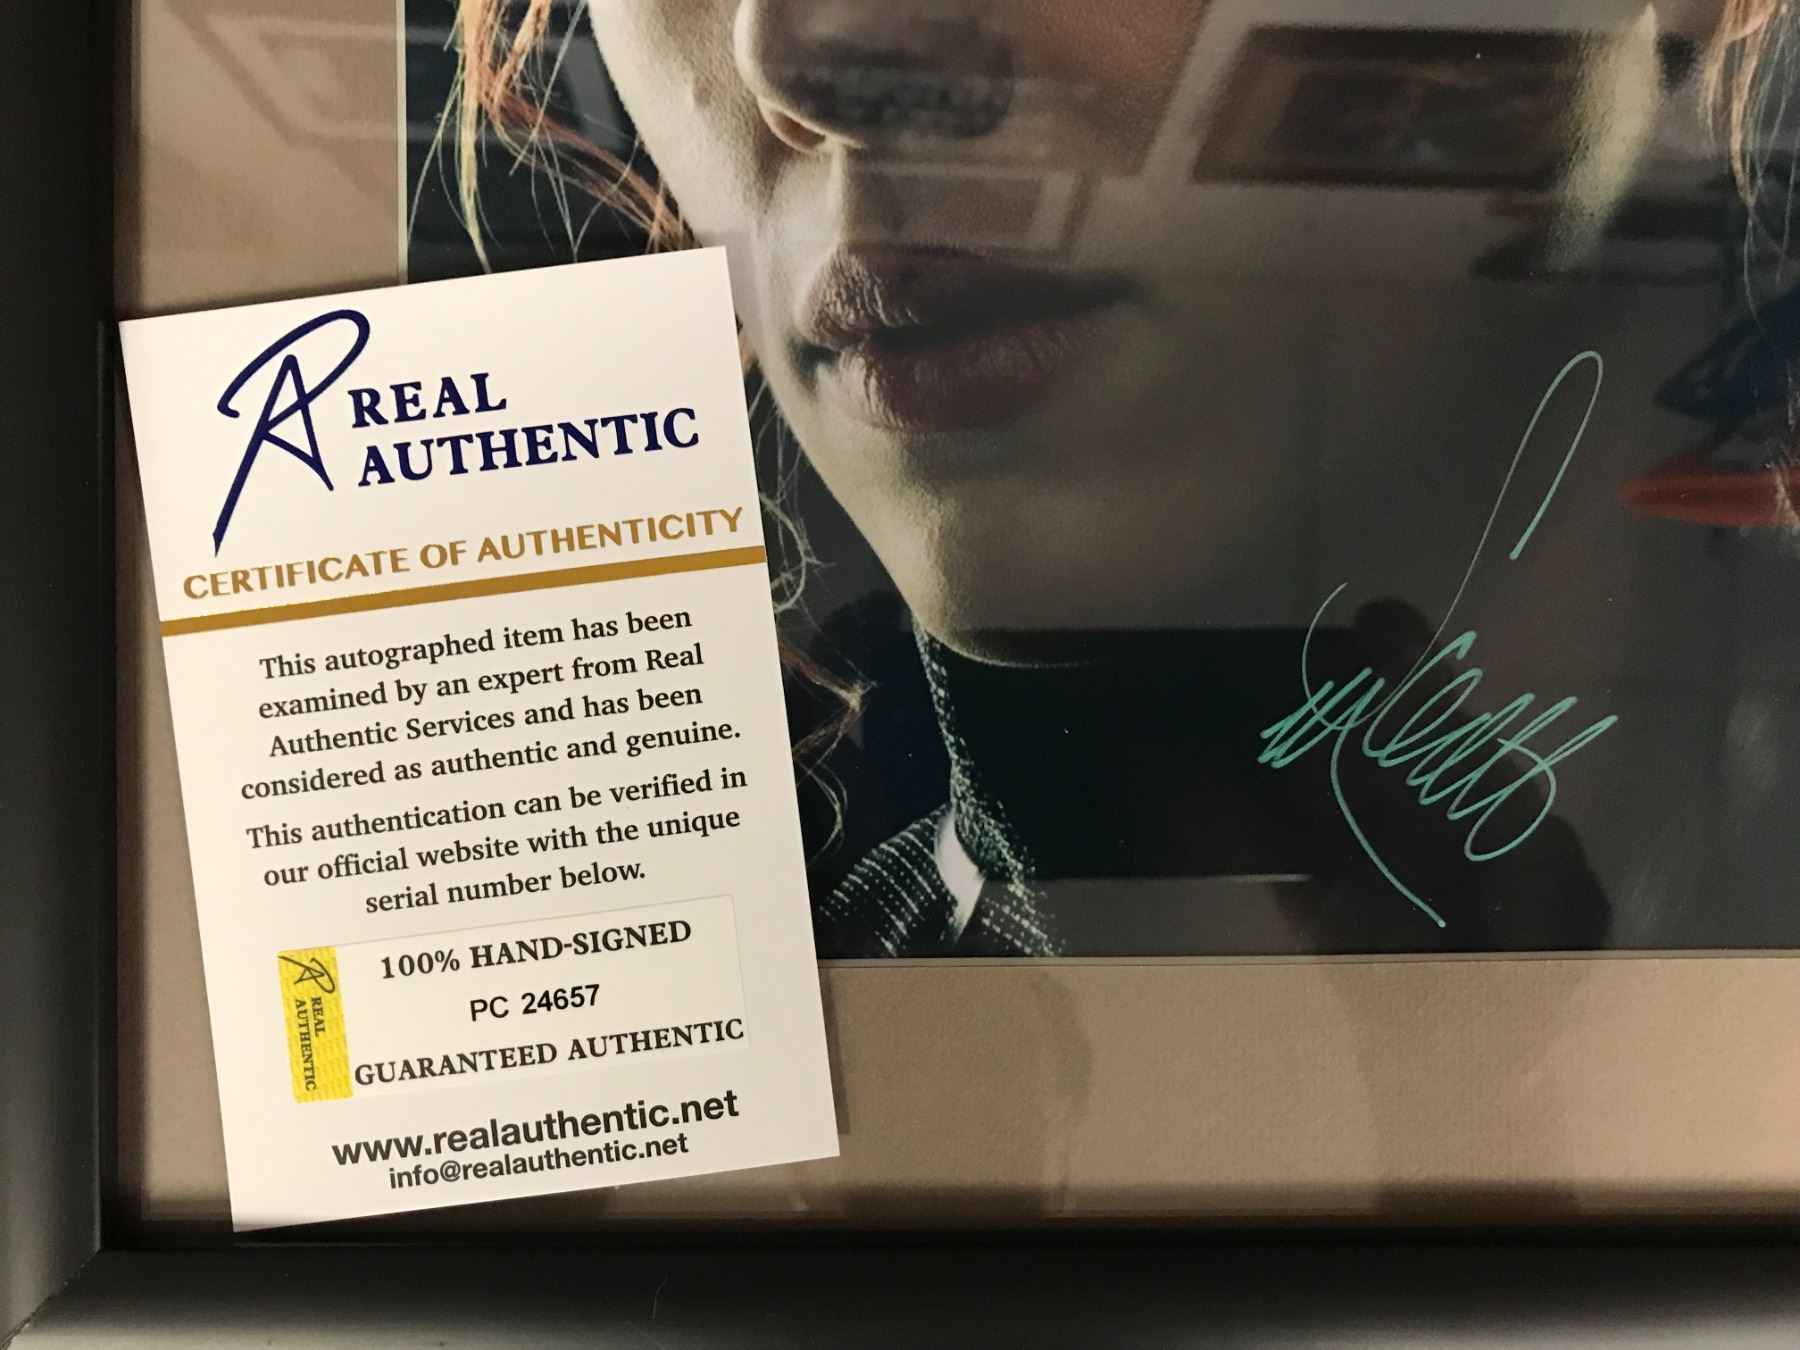 REAL
AUTHENTIC
CERTIFICATE OF AUTHENTICITY
This autographed item has been
examined by an expert from Real
Authentic Services and has been
considered as authentic and genuine.
This authentication can be verified in
our official website with the unique
serial number below.
100% HAND-SIGNED
PC 24657
GUARANTEED AUTHENTIC
REAL
AUTHENTIC
www.realauthentic.net
info@realauthentic.net